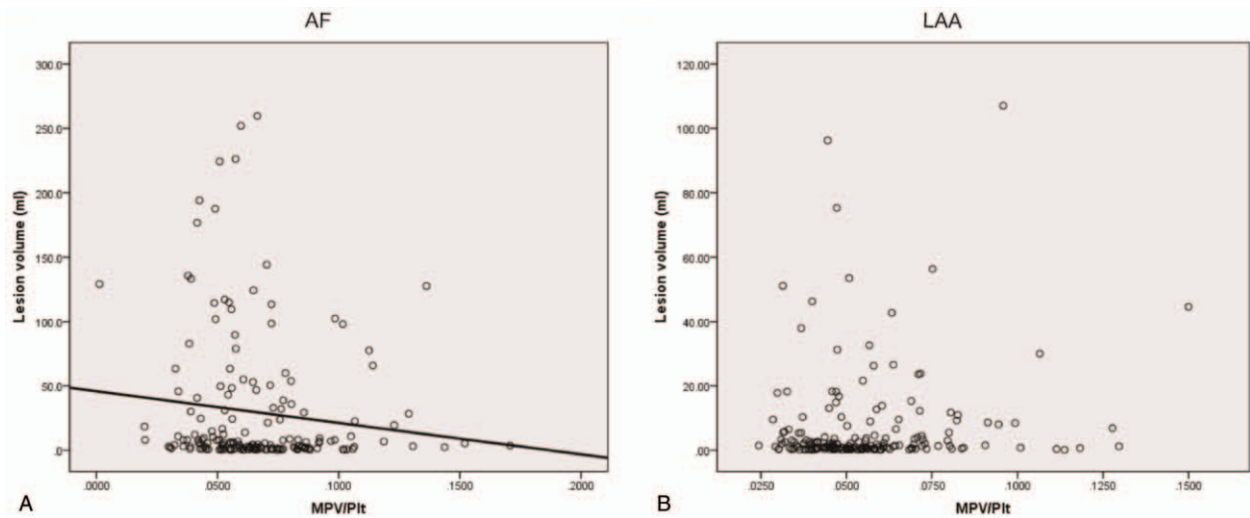 AF
300.0
250.0
200.0
150.0
100.0
50.0
.0
Lesion volume (ml)
.0000 .0500 .1000 .1500 .2000
MPV/Plt
A
LAA
120.00
100.00
80.00
60.00
40.00
20.00
.00
Lesion volume (ml)
.0250 .0500 .0750 .1000 .1250 .1500
MPV/Plt
B